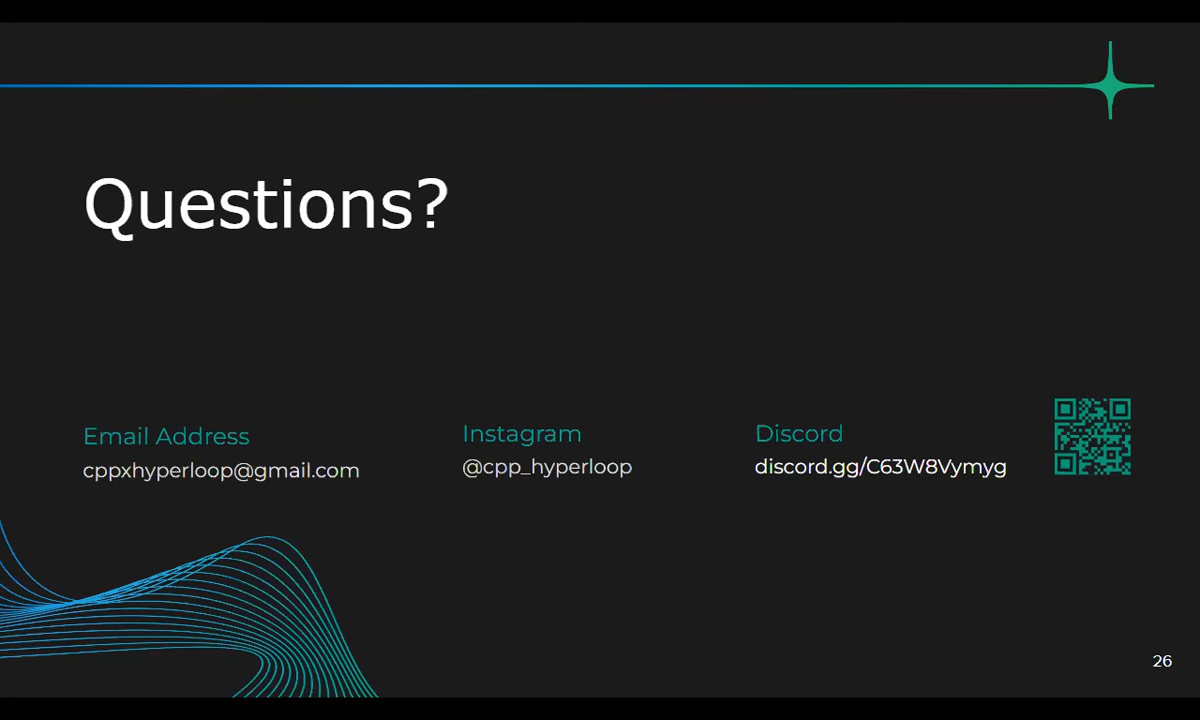 Questions?
Email Address
cppxhyperloop@gmail.com
Instagram
@cpp_hyperloop
Discord
discord.gg/C63W8Vymyg
26